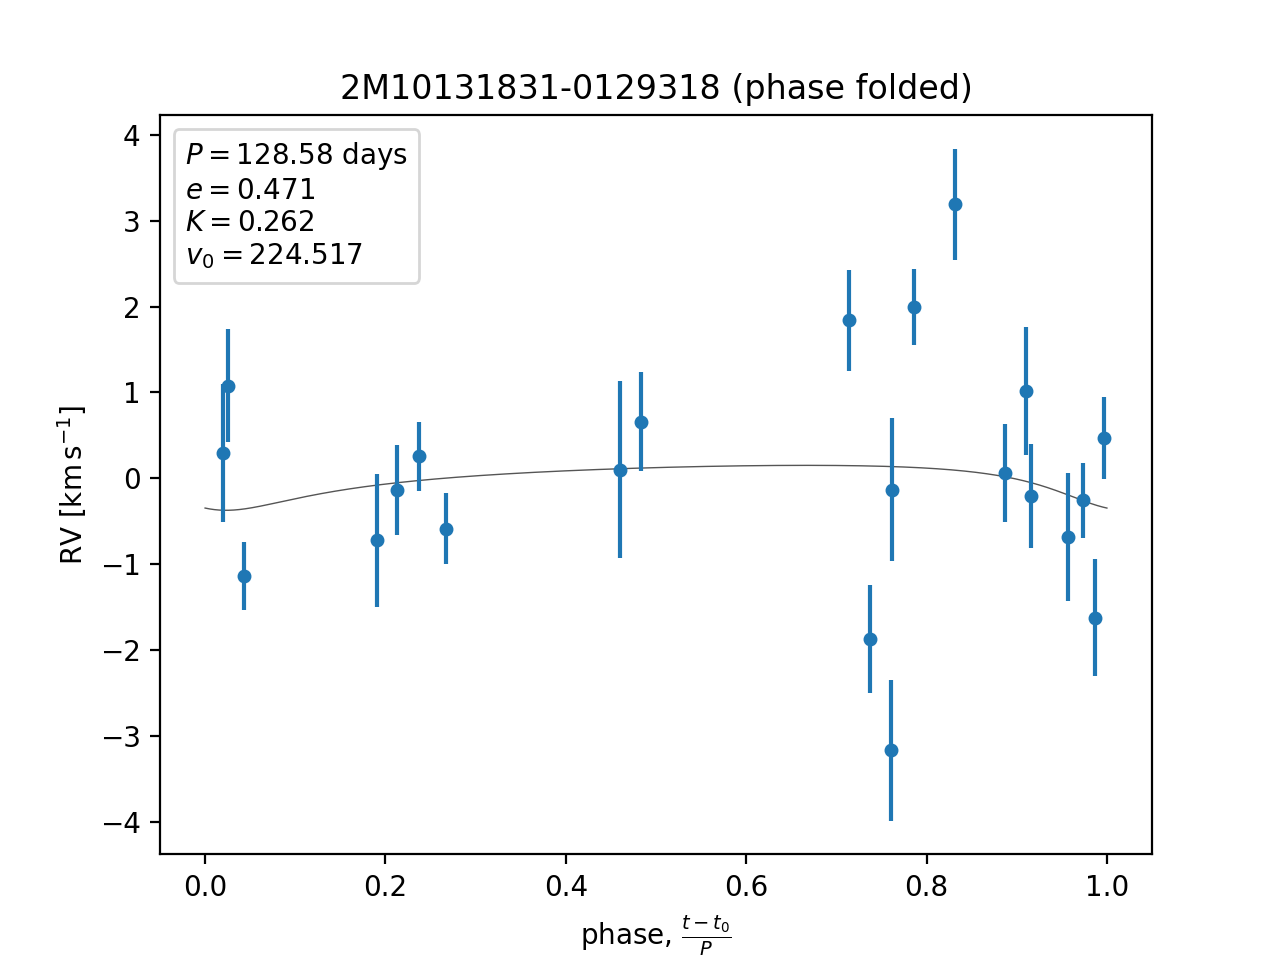 2M10131831-0129318 (phase folded)
P = 128.58 days
e = 0.471
K = 0.262
v₀ = 224.517
RV [km s⁻¹]
4
3
2
1
0
−1
−2
−3
−4
0.0 0.2 0.4 0.6 0.8 1.0
phase, (t − t₀)/P